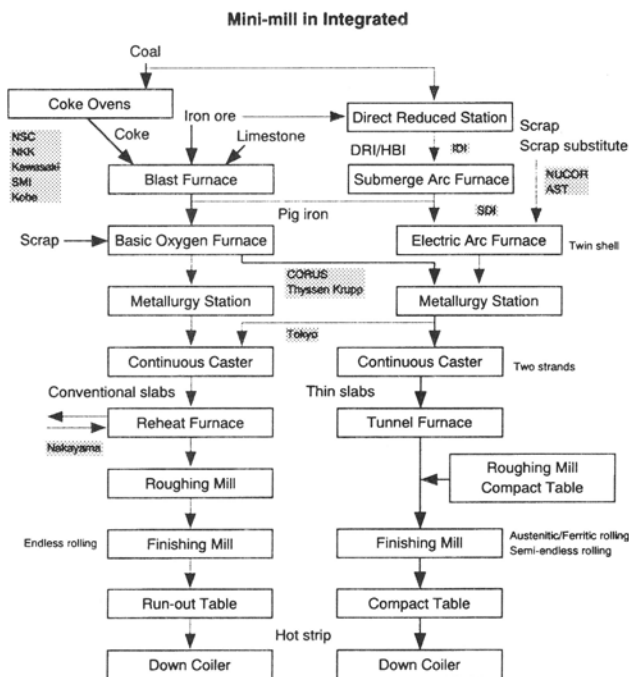 Mini-mill in Integrated
Coal
Coke Ovens
Iron ore
Direct Reduced Station
Scrap
Scrap substitute
NSC
NKK
Kawasaki
SMI
Kobe
Coke
Limestone
DRI/HBI
IDI
NUCOR
AST
Blast Furnace
Submerge Arc Furnace
Pig iron
SDI
Scrap
Basic Oxygen Furnace
Electric Arc Furnace
Twin shell
CORUS
Thyssen Krupp
Metallurgy Station
Metallurgy Station
Tokyo
Continuous Caster
Continuous Caster
Two strands
Conventional slabs
Thin slabs
Reheat Furnace
Tunnel Furnace
Nakayama
Roughing Mill
Roughing Mill
Compact Table
Endless rolling
Finishing Mill
Finishing Mill
Austenitic/Ferritic rolling
Semi-endless rolling
Run-out Table
Compact Table
Hot strip
Down Coiler
Down Coiler